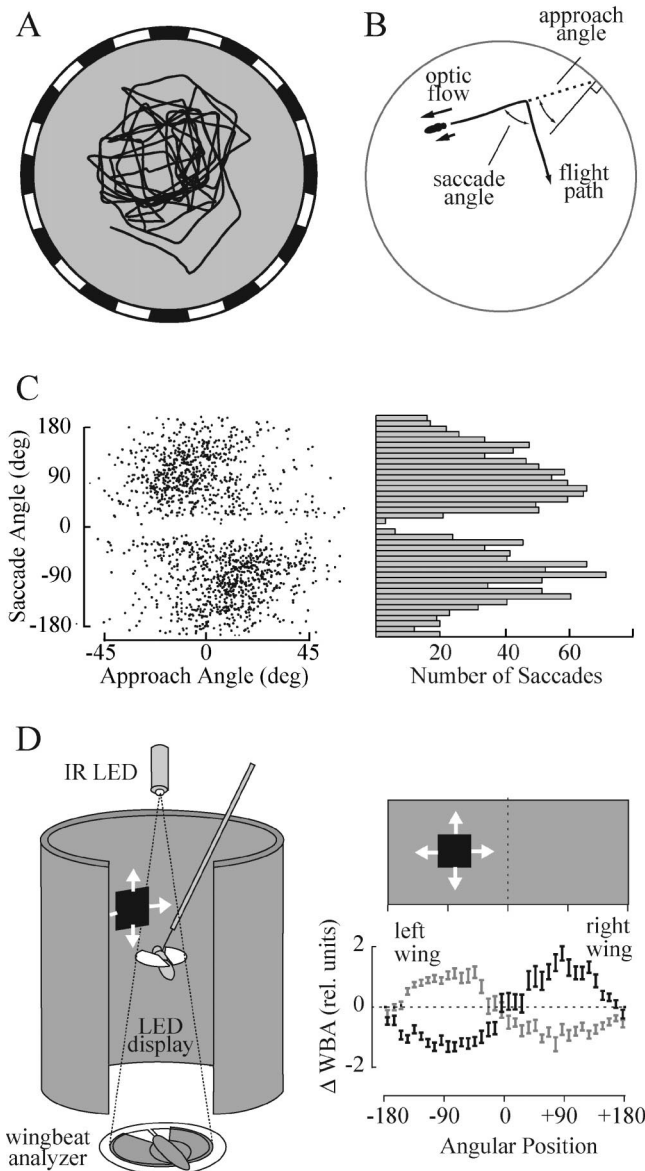 A
B
approach
angle
optic
flow
saccade
angle
flight
path
C
Saccade Angle (deg)
180
90
0
-90
-180
-45
0
45
Approach Angle (deg)
20
40
60
Number of Saccades
D
IR LED
LED
display
wingbeat
analyzer
left
wing
right
wing
Δ WBA (rel. units)
2
0
-2
-180
-90
0
+90
+180
Angular Position